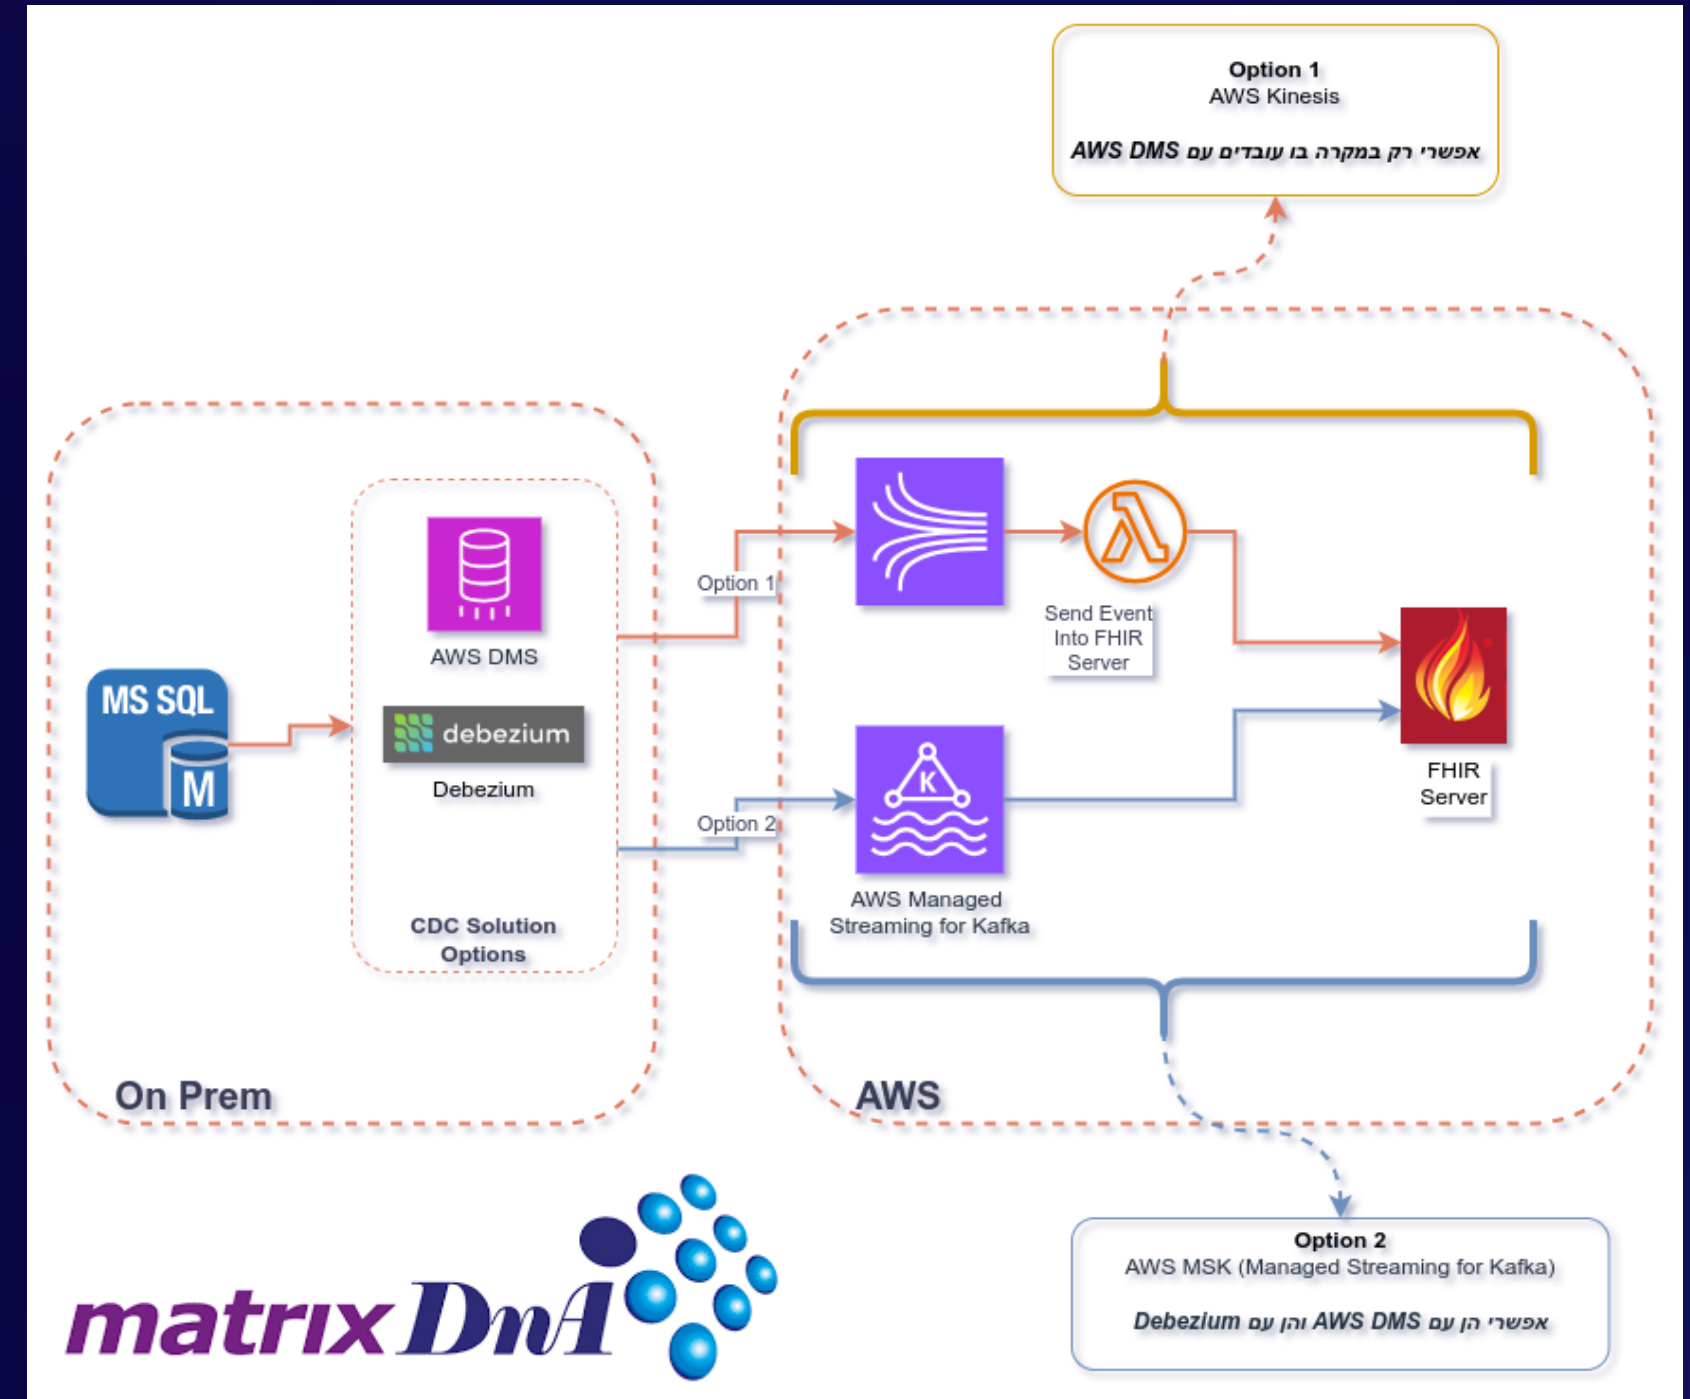 Option 1
AWS Kinesis
אפשרי רק במקרה בו עובדים עם AWS DMS
AWS DMS
debezium
Debezium
CDC Solution
Options
MS SQL
M
On Prem
Option 1
Option 2
Send Event
Into FHIR
Server
K
AWS Managed
Streaming for Kafka
FHIR
Server
AWS
Option 2
AWS MSK (Managed Streaming for Kafka)
אפשרי הן עם AWS DMS והן עם Debezium
matrix DnA